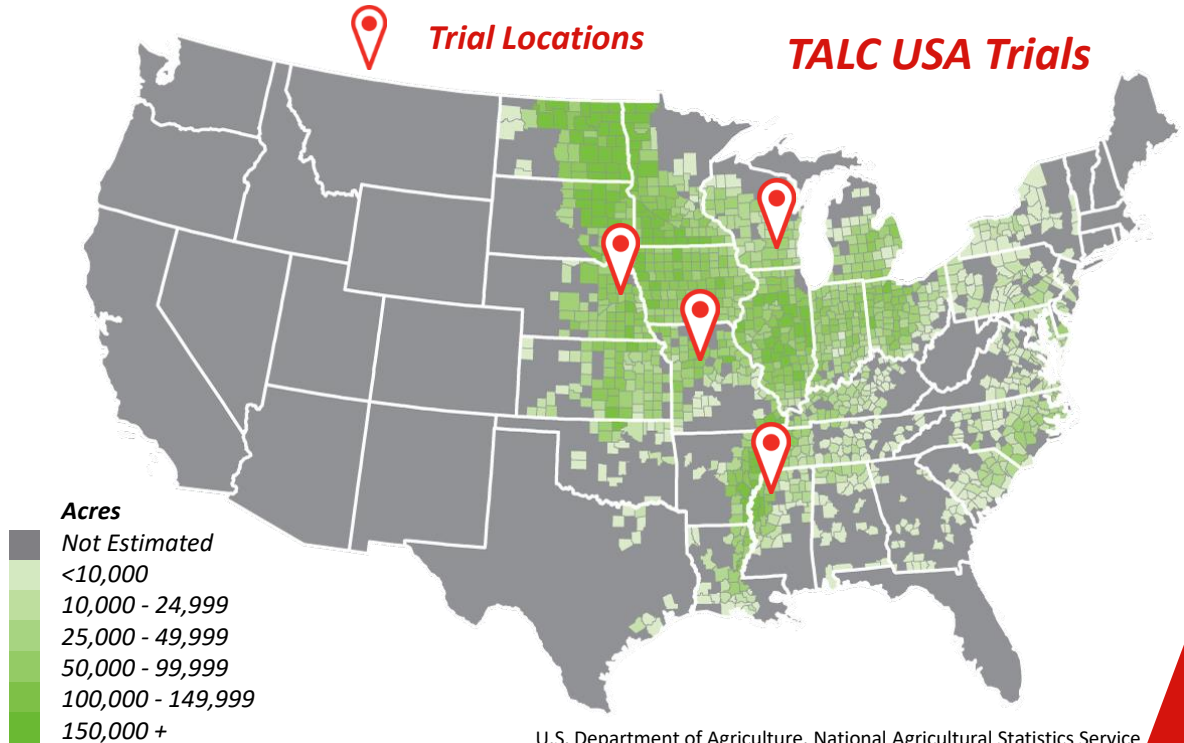 Trial Locations
TALC USA Trials
Acres
Not Estimated
<10,000
10,000 - 24,999
25,000 - 49,999
50,000 - 99,999
100,000 - 149,999
150,000 +
U.S. Department of Agriculture, National Agricultural Statistics Service